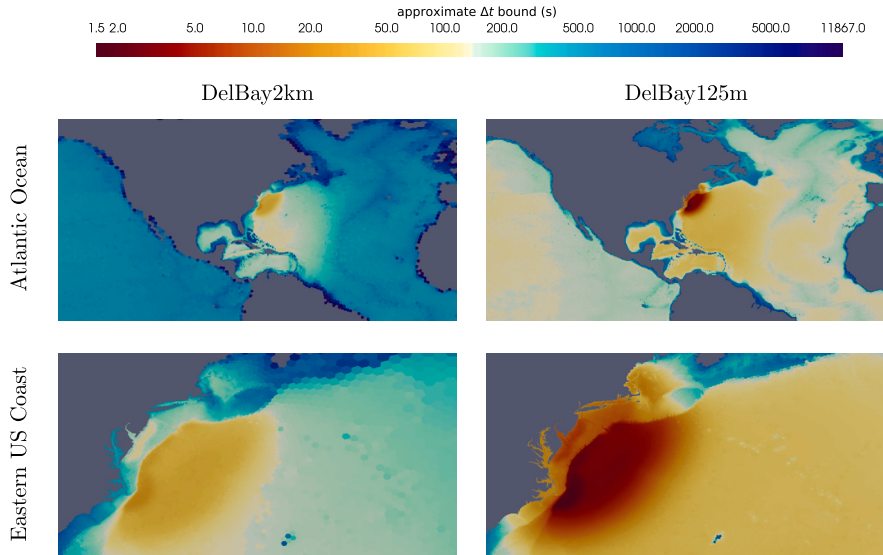 approximate Δt bound (s)
1.5 2.0 5.0 10.0 20.0 50.0 100.0 200.0 500.0 1000.0 2000.0 5000.0 11867.0
DelBay2km DelBay125m
Atlantic Ocean
Eastern US Coast